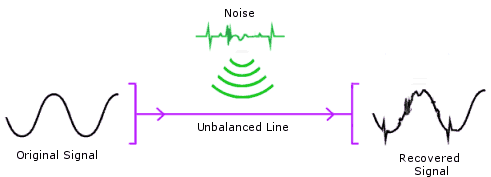 Noise
Unbalanced Line
Original Signal
Recovered
Signal